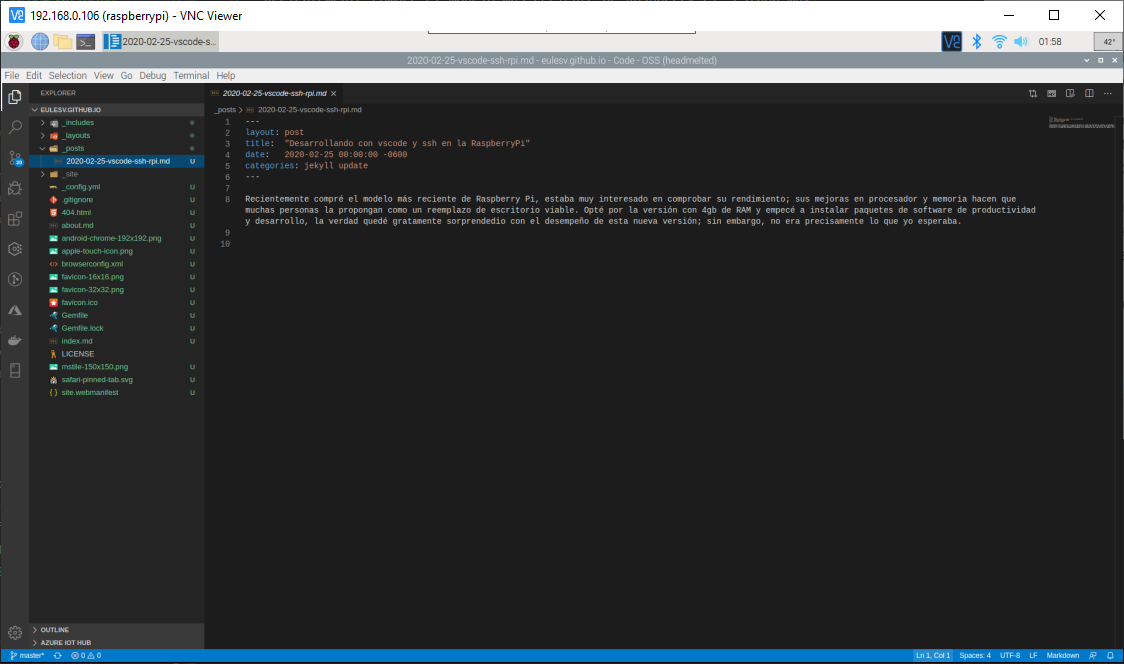 192.168.0.106 (raspberrypi) - VNC Viewer
2020-02-25-vscode-s...
01:58
42°
2020-02-25-vscode-ssh-rpi.md - eulesv.github.io - Code - OSS (headmelted)
File Edit Selection View Go Debug Terminal Help
EXPLORER
EULESV.GITHUB.IO
_includes
_layouts
_posts
2020-02-25-vscode-ssh-rpi.md U
_site
_config.yml U
.gitignore U
404.html U
about.md U
android-chrome-192x192.png U
apple-touch-icon.png U
browserconfig.xml U
favicon-16x16.png U
favicon-32x32.png U
favicon.ico U
Gemfile U
Gemfile.lock U
index.md U
LICENSE
mstile-150x150.png U
safari-pinned-tab.svg U
site.webmanifest U
OUTLINE
AZURE IOT HUB
2020-02-25-vscode-ssh-rpi.md
_posts > 2020-02-25-vscode-ssh-rpi.md
1 ---
2 layout: post
3 title: "Desarrollando con vscode y ssh en la RaspberryPi"
4 date: 2020-02-25 00:00:00 -0600
5 categories: jekyll update
6 ---
7
8 Recientemente compré el modelo más reciente de Raspberry Pi, estaba muy interesado en comprobar su rendimiento; sus mejoras en procesador y memoria hacen que
muchas personas la propongan como un reemplazo de escritorio viable. Opté por la versión con 4gb de RAM y empecé a instalar paquetes de software de productividad
y desarrollo, la verdad quedé gratamente sorprendedio con el desempeño de esta nueva versión; sin embargo, no era precisamente lo que yo esperaba.
9
10
master* 0 0
Ln 1, Col 1 Spaces: 4 UTF-8 LF Markdown